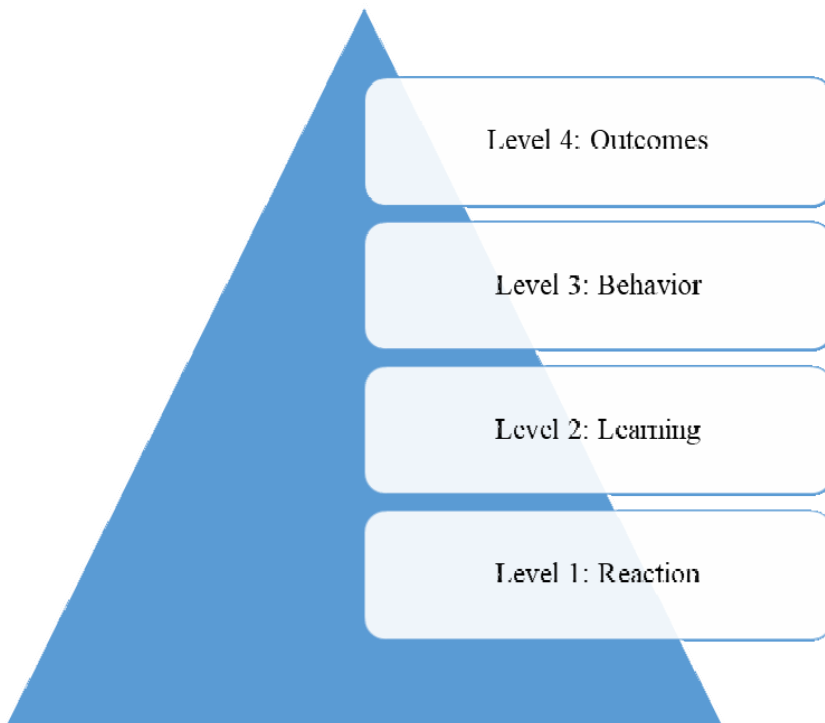 Level 4: Outcomes
Level 3: Behavior
Level 2: Learning
Level 1: Reaction